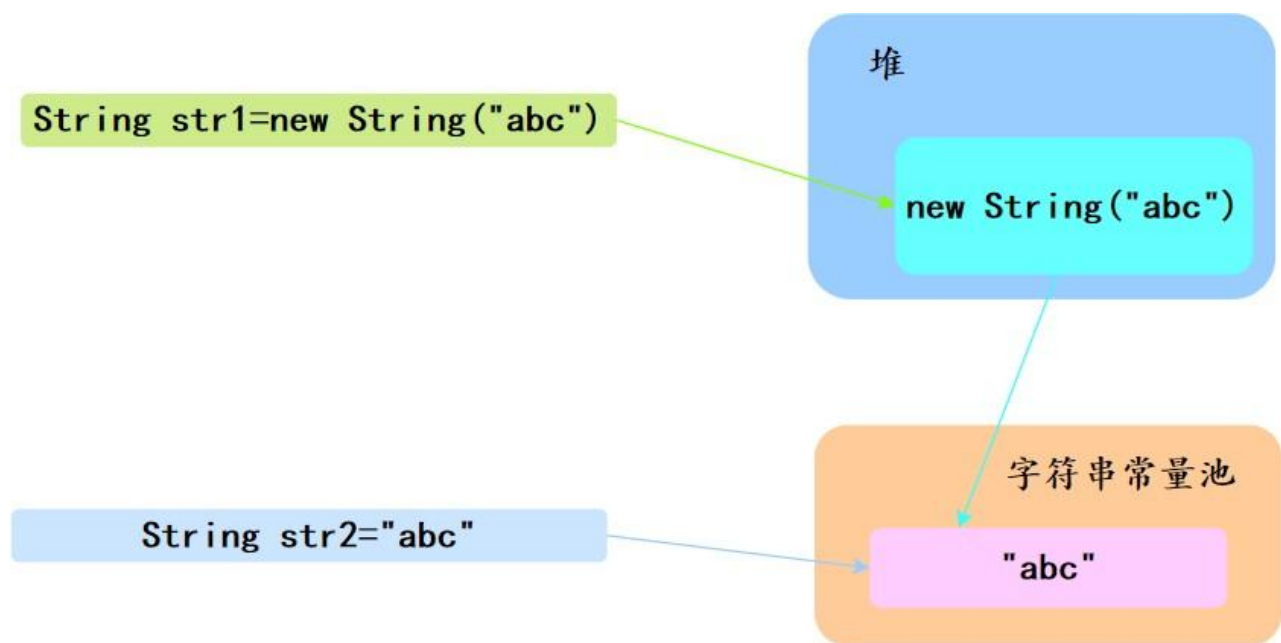 堆
String str1=new String("abc")
new String("abc")
字符串常量池
String str2="abc"
"abc"